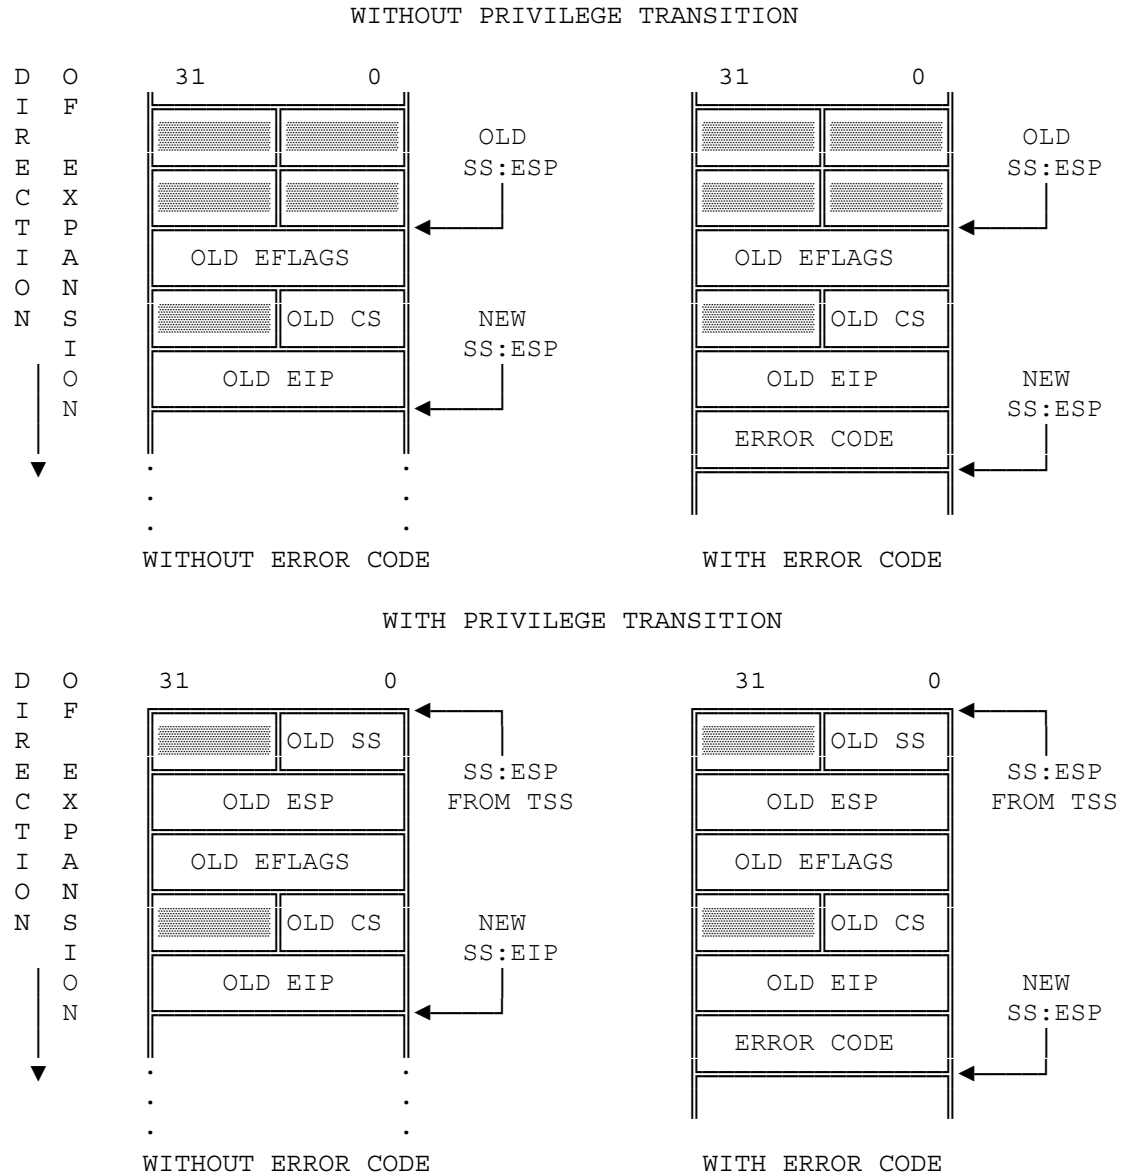 WITHOUT PRIVILEGE TRANSITION
D O 31 0 31 0
I F
R OLD OLD
E E SS:ESP SS:ESP
C X
T P
I A OLD EFLAGS OLD EFLAGS
O N
N S OLD CS NEW OLD CS
I SS:ESP
O OLD EIP OLD EIP NEW
N SS:ESP
ERROR CODE
WITHOUT ERROR CODE WITH ERROR CODE
WITH PRIVILEGE TRANSITION
D O 31 0 31 0
I F
R OLD SS OLD SS
E E SS:ESP SS:ESP
C X OLD ESP FROM TSS OLD ESP FROM TSS
T P
I A OLD EFLAGS OLD EFLAGS
O N
N S OLD CS NEW OLD CS
I SS:EIP
O OLD EIP OLD EIP NEW
N SS:ESP
ERROR CODE
WITHOUT ERROR CODE WITH ERROR CODE